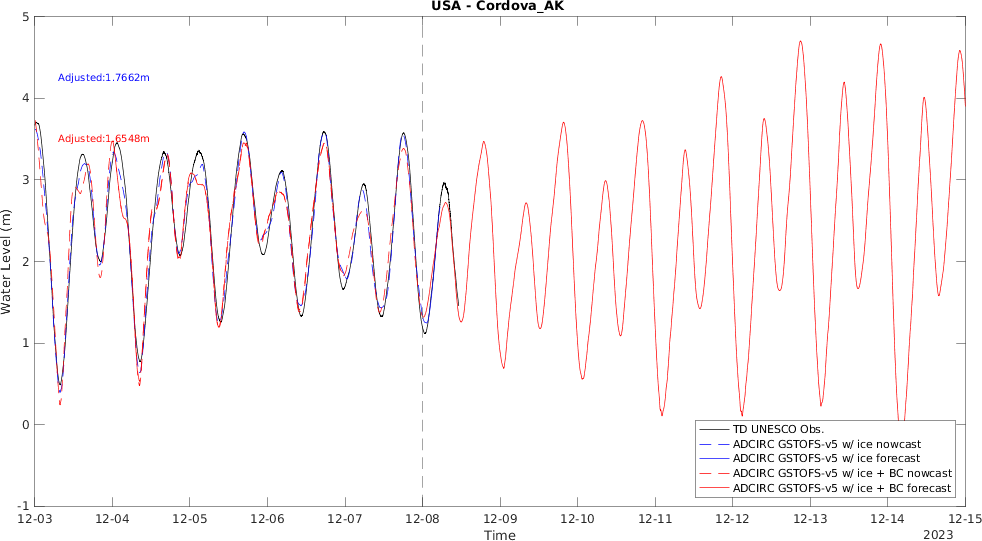 USA - Cordova_AK
5
4
3
2
1
0
-1
Water Level (m)
Adjusted:1.7662m
Adjusted:1.6548m
TD UNESCO Obs.
ADCIRC GSTOFS-v5 w/ ice nowcast
ADCIRC GSTOFS-v5 w/ ice forecast
ADCIRC GSTOFS-v5 w/ ice + BC nowcast
ADCIRC GSTOFS-v5 w/ ice + BC forecast
12-03 12-04 12-05 12-06 12-07 12-08 12-09 12-10 12-11 12-12 12-13 12-14 12-15
Time
2023